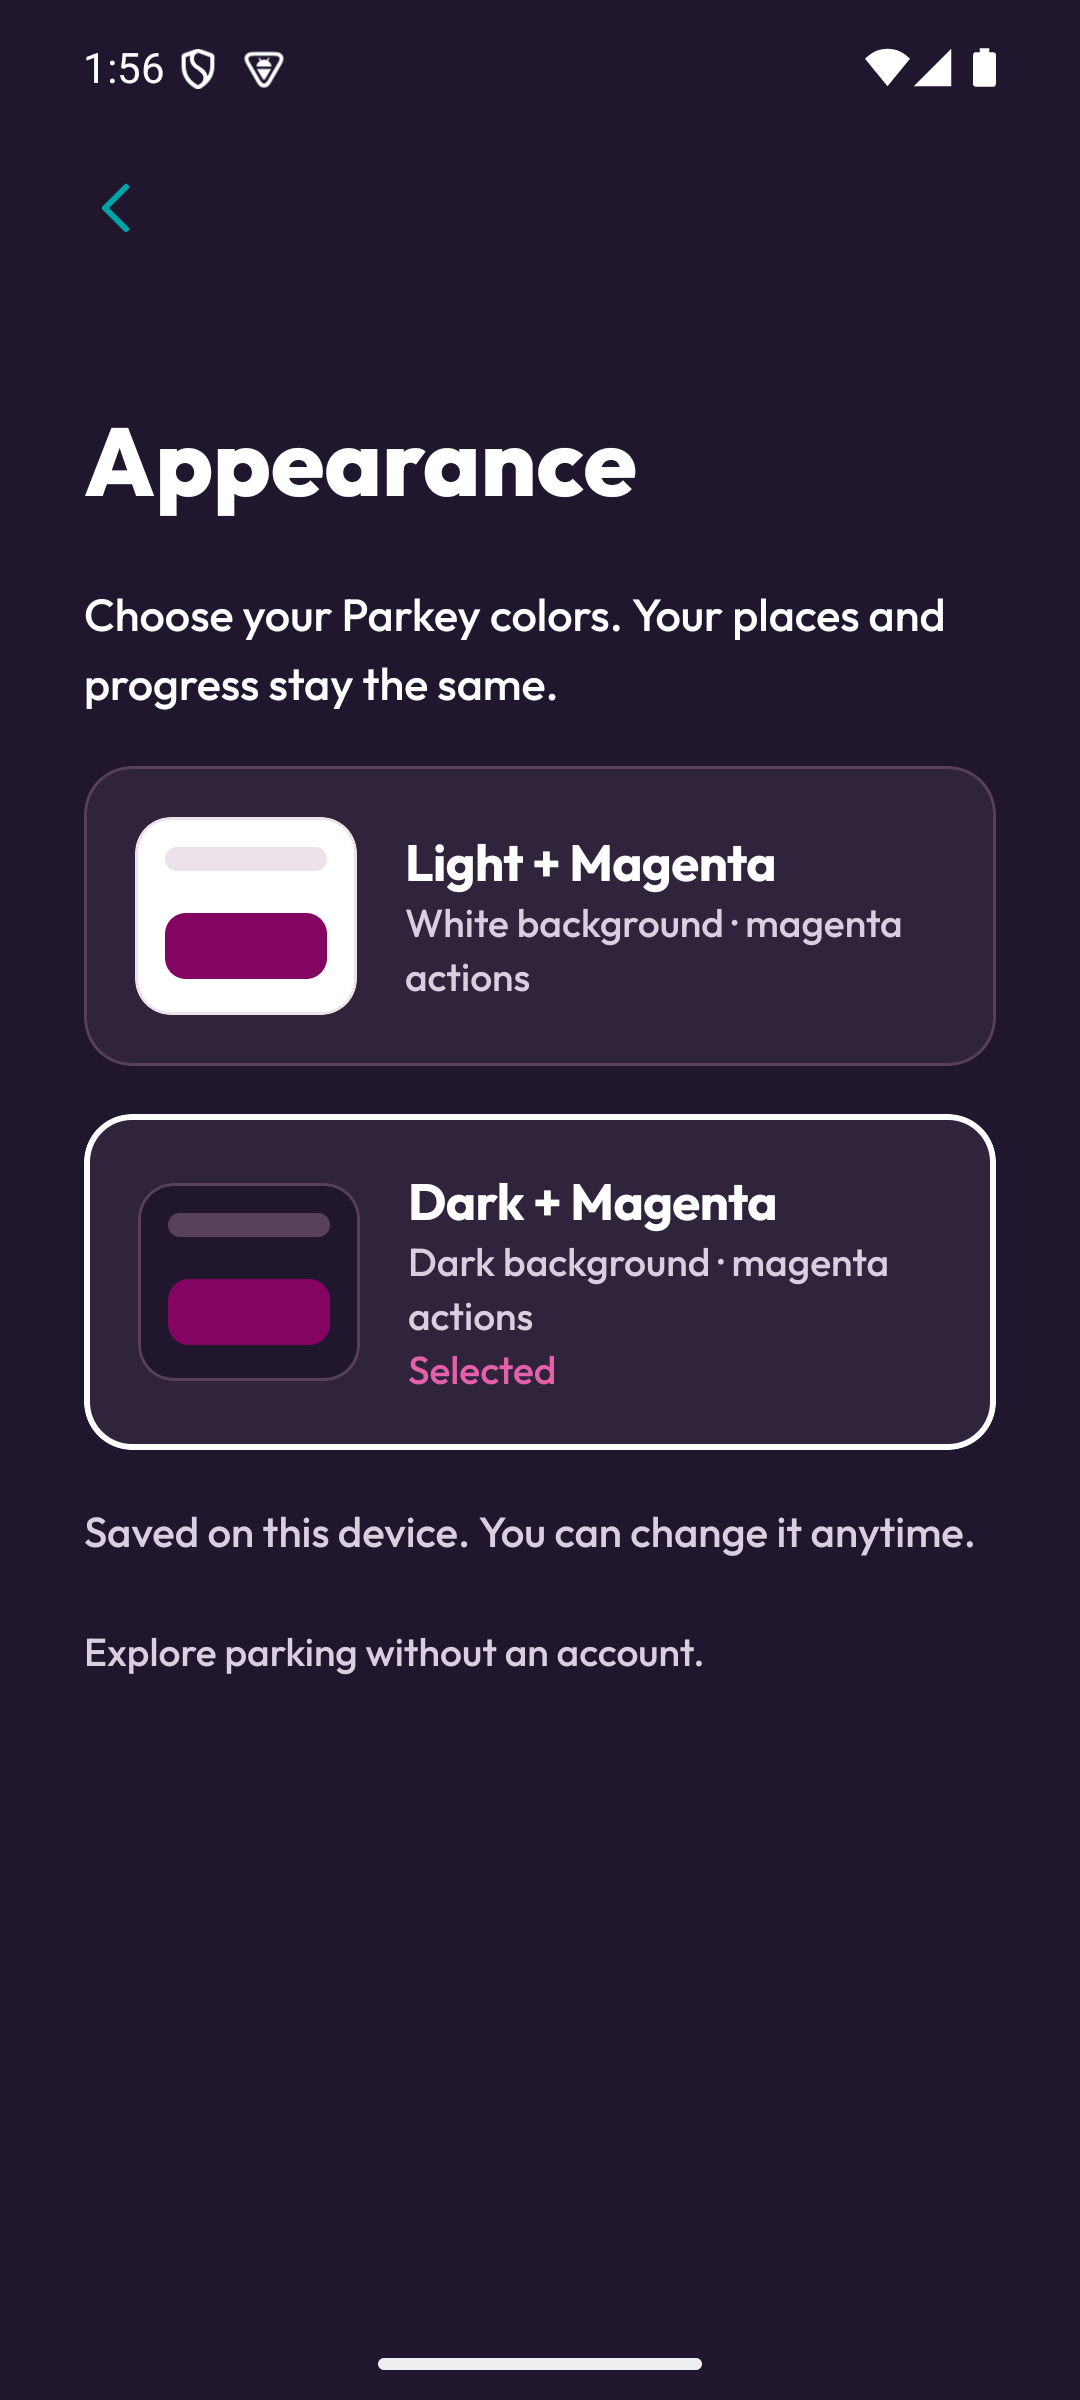 1:56
Appearance
Choose your Parkey colors. Your places and
progress stay the same.
Light + Magenta
White background · magenta
actions
Dark + Magenta
Dark background · magenta
actions
Selected
Saved on this device. You can change it anytime.
Explore parking without an account.